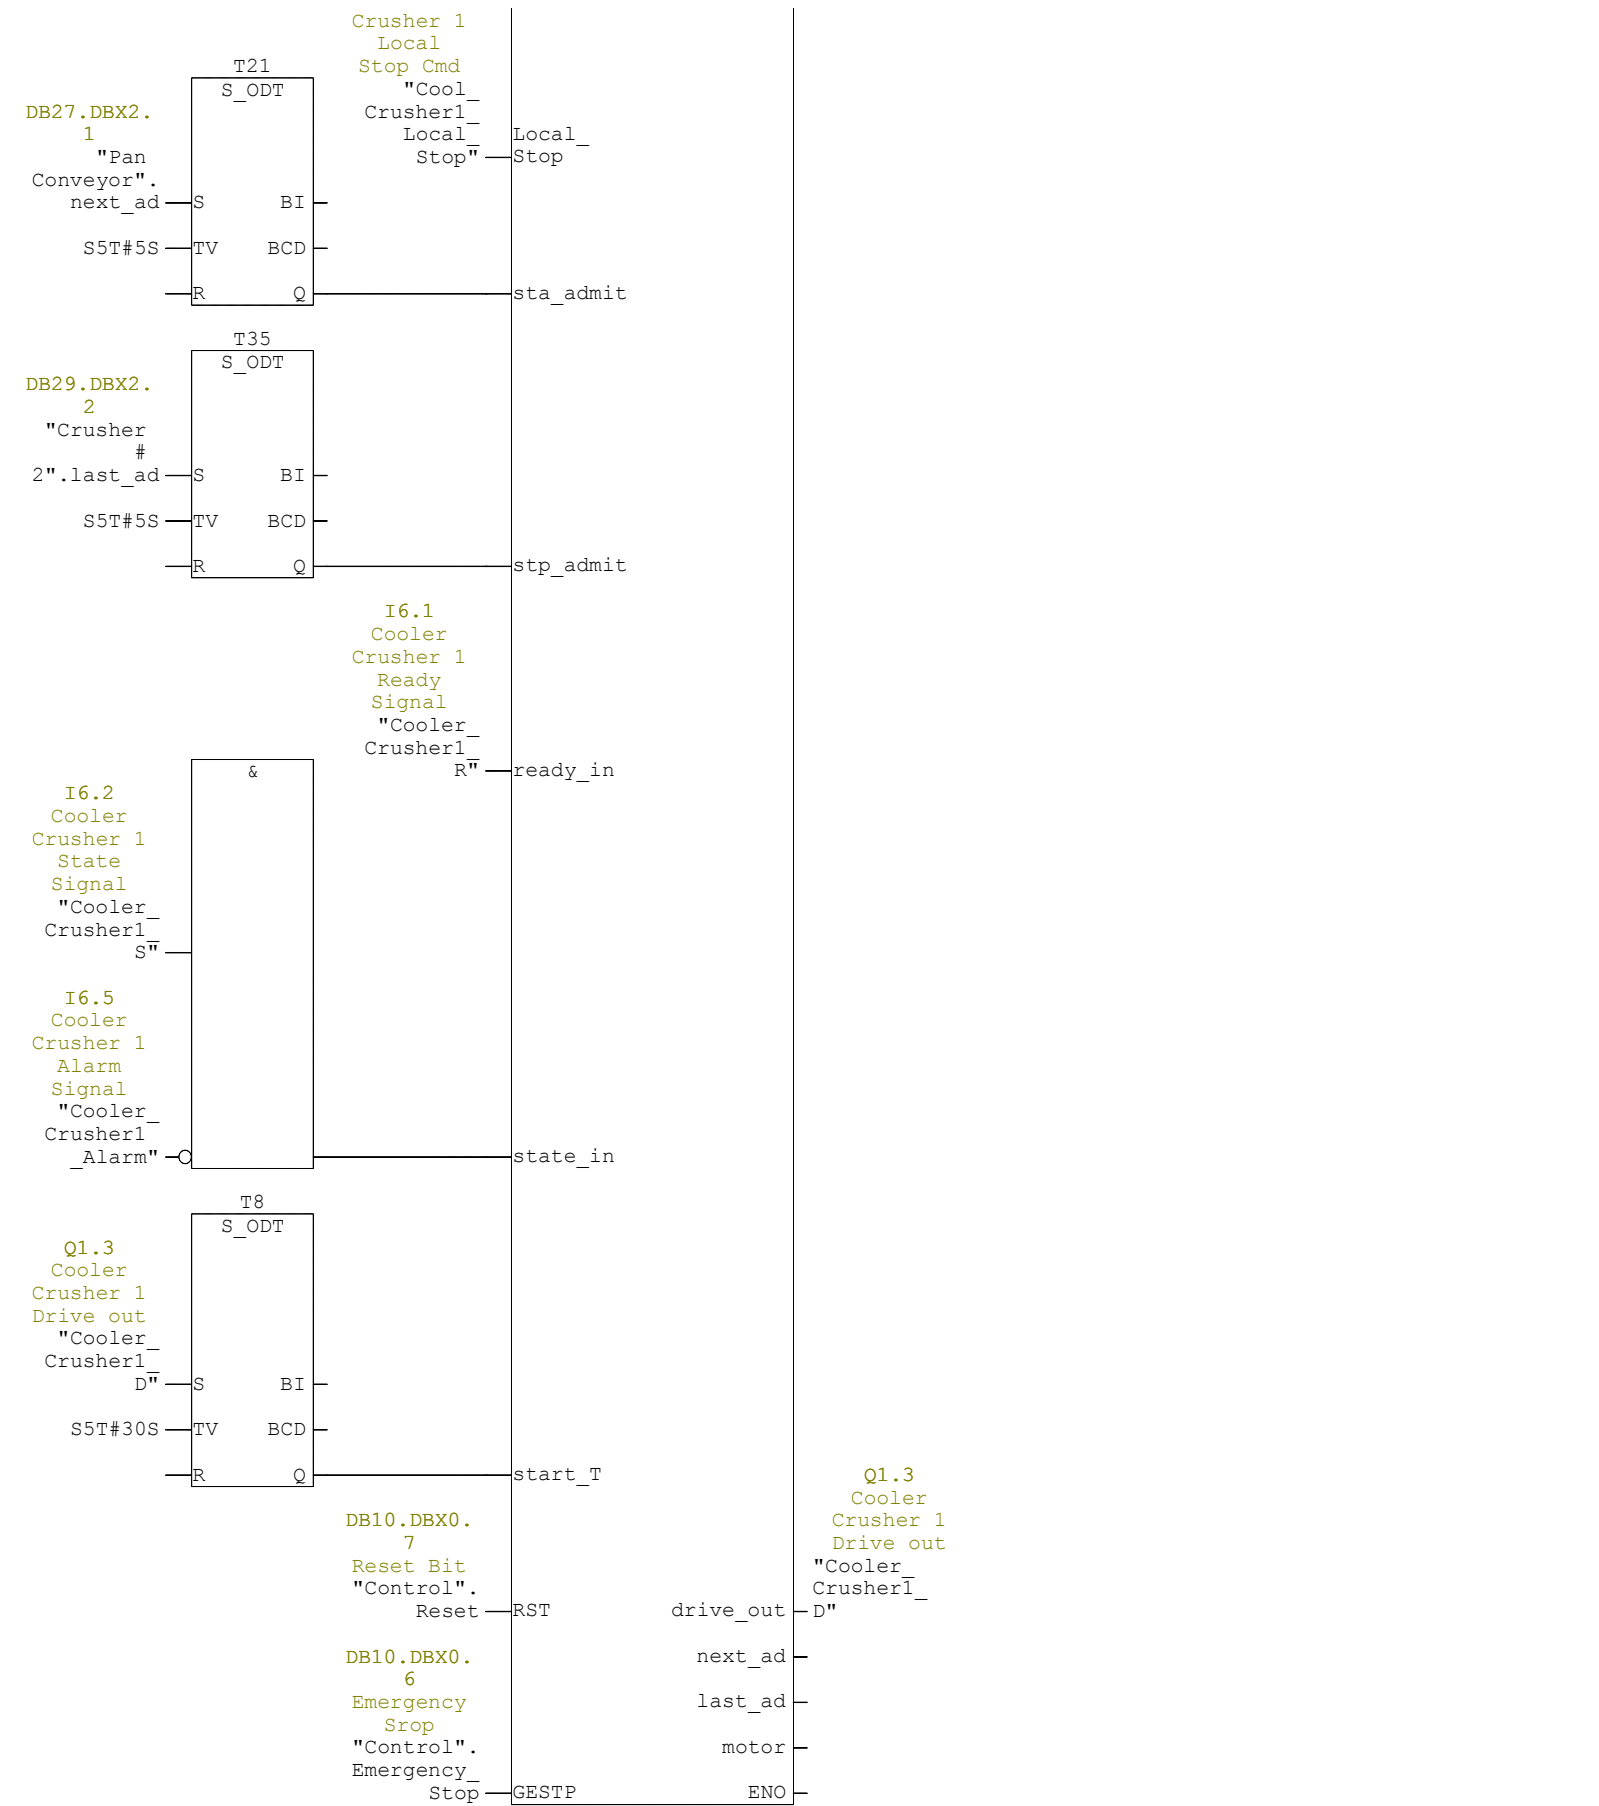 Crusher 1
Local
Stop Cmd
"Cool_
Crusher1_
Local_
Stop"
Local_
Stop
T21
S_ODT
DB27.DBX2.
1
"Pan
Conveyor".
next_ad
S
BI
S5T#5S
TV
BCD
R
Q
sta_admit
T35
S_ODT
DB29.DBX2.
2
"Crusher
#
2".last_ad
S
BI
S5T#5S
TV
BCD
R
Q
stp_admit
I6.1
Cooler
Crusher 1
Ready
Signal
"Cooler_
Crusher1_
R"
ready_in
&
I6.2
Cooler
Crusher 1
State
Signal
"Cooler_
Crusher1_
S"
I6.5
Cooler
Crusher 1
Alarm
Signal
"Cooler_
Crusher1
_Alarm"
state_in
T8
S_ODT
Q1.3
Cooler
Crusher 1
Drive out
"Cooler_
Crusher1_
D"
S
BI
S5T#30S
TV
BCD
R
Q
start_T
DB10.DBX0.
7
Reset Bit
"Control".
Reset
RST
Q1.3
Cooler
Crusher 1
Drive out
"Cooler_
Crusher1_
D"
drive_out
next_ad
last_ad
motor
DB10.DBX0.
6
Emergency
Srop
"Control".
Emergency_
Stop
GESTP
ENO